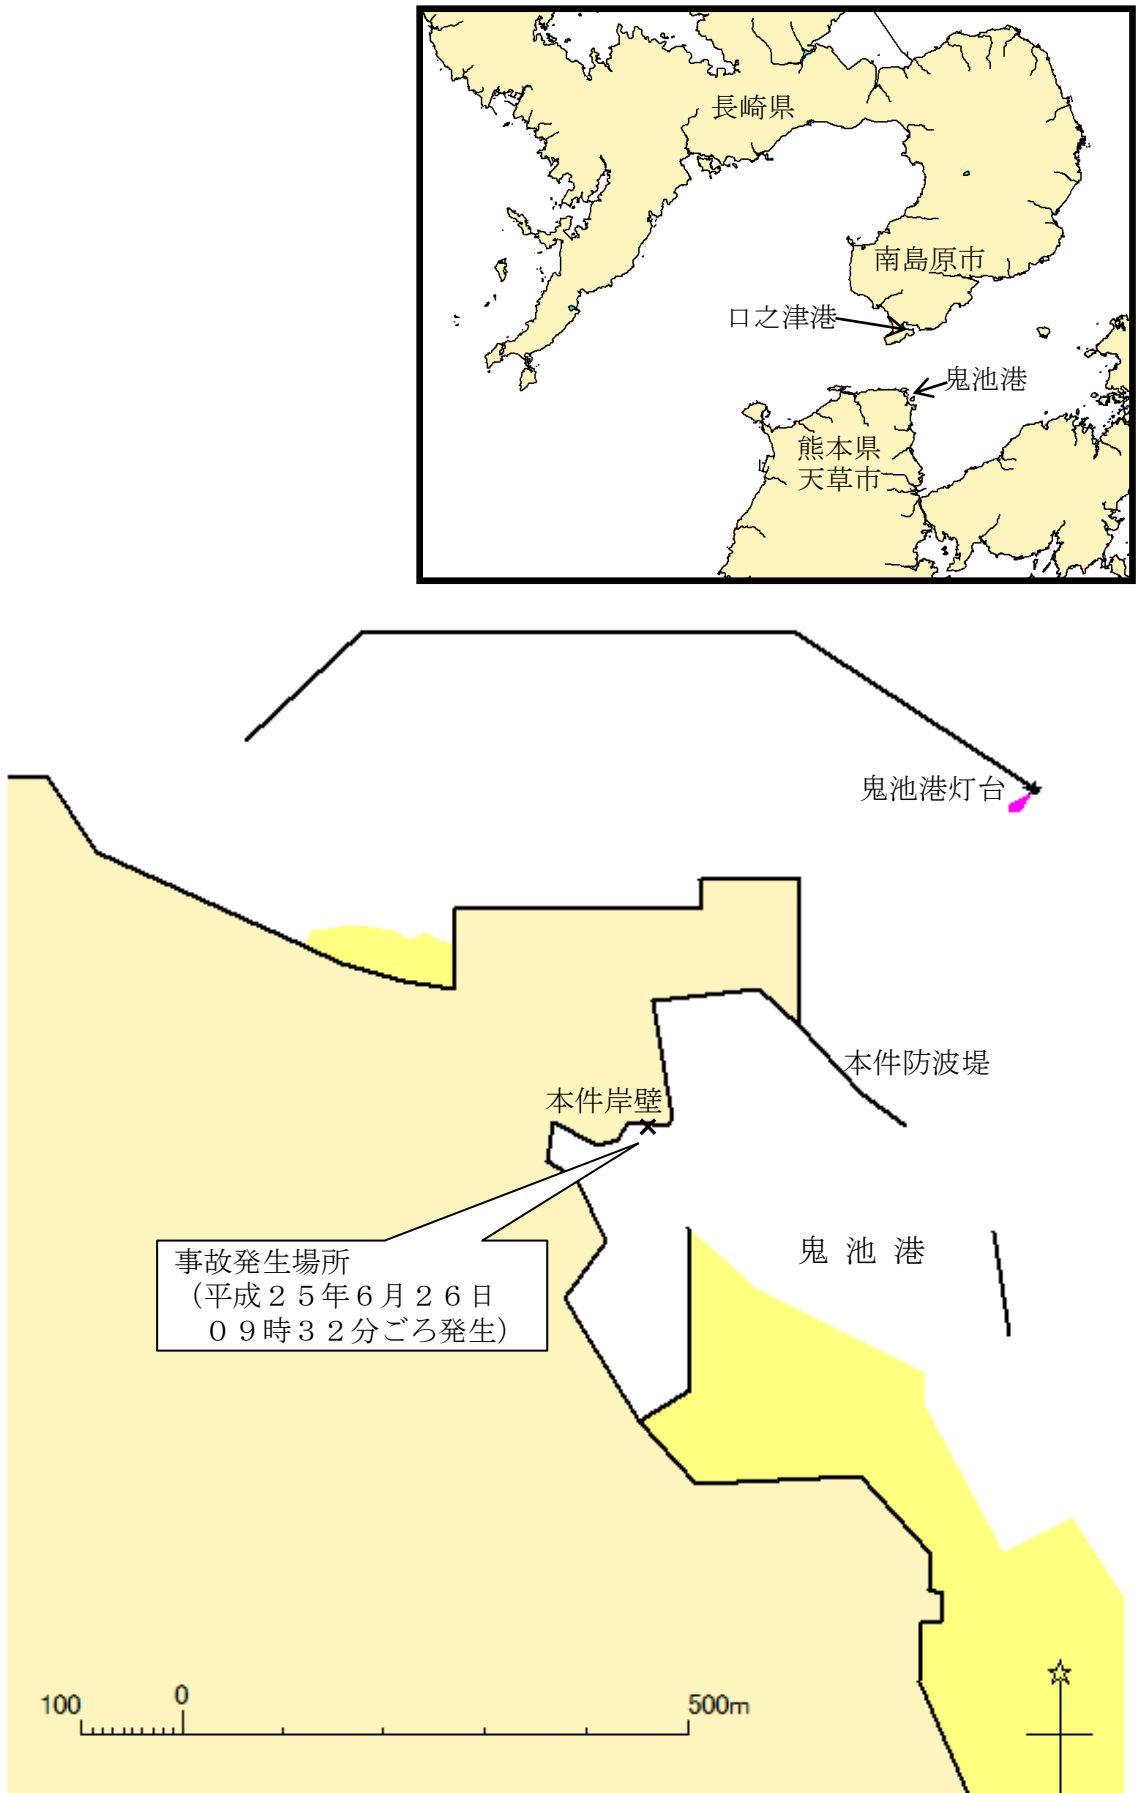 長崎県
南島原市
口之津港
鬼池港
熊本県
天草市
鬼池港灯台
本件防波堤
本件岸壁
鬼 池 港
事故発生場所
（平成２５年６月２６日
０９時３２分ごろ発生）
100 0 500m